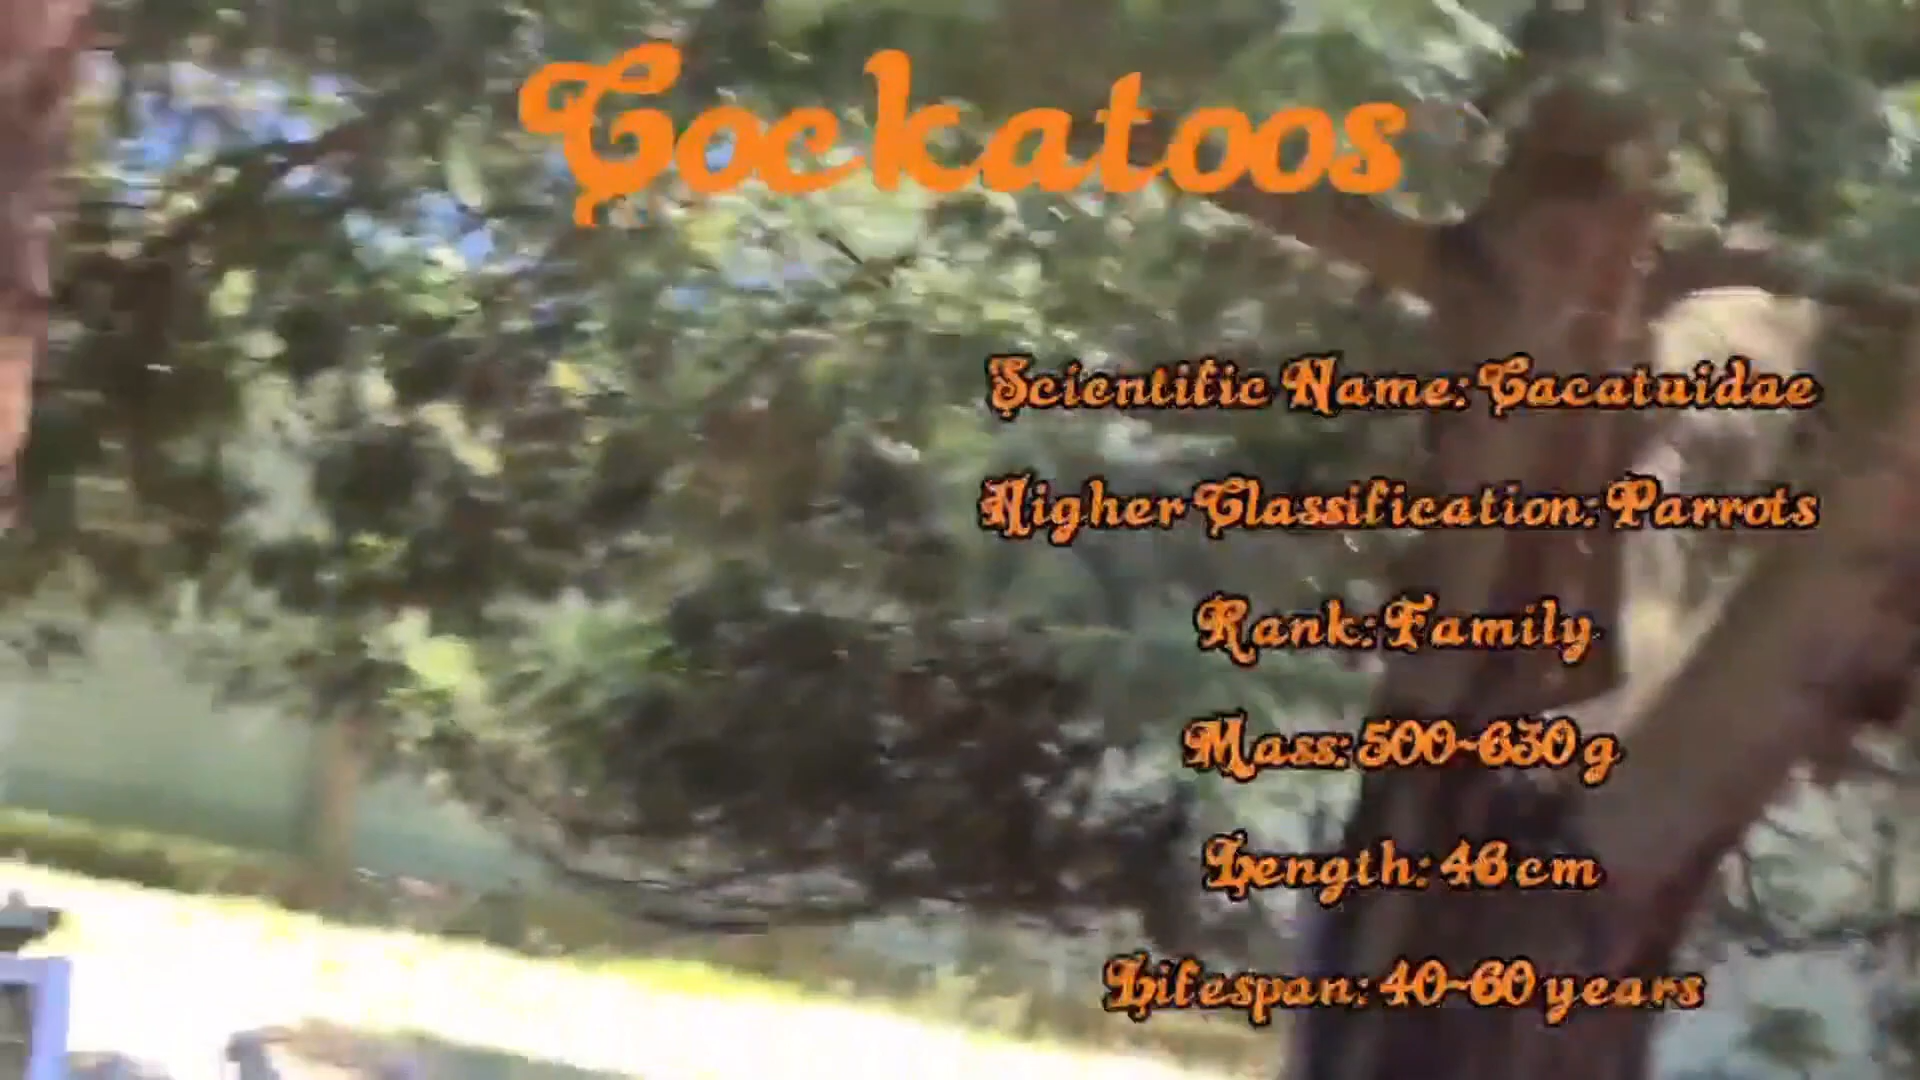 Cockatoos
Scientific Name: Cacatuidae
Higher Classification: Parrots
Rank: Family
Mass: 500-630 g
Length: 46 cm
Lifespan: 40-60 years